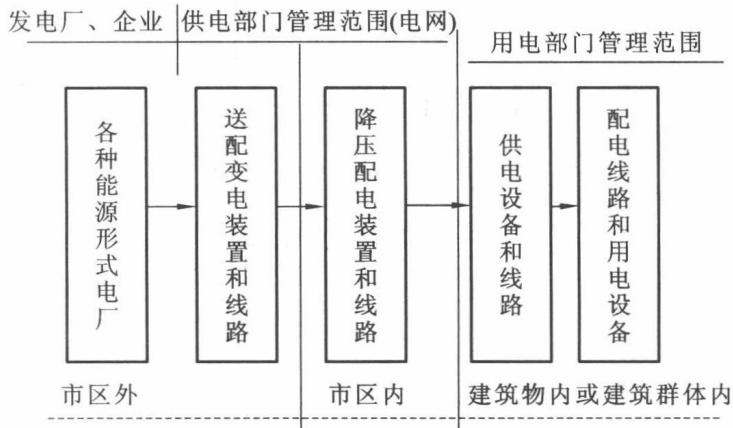 发电厂、企业
供电部门管理范围(电网)
用电部门管理范围
各种能源形式电厂
送配变电装置和线路
降压配电装置和线路
供电设备和线路
配电线路和用电设备
市区外
市区内
建筑物内或建筑群体内